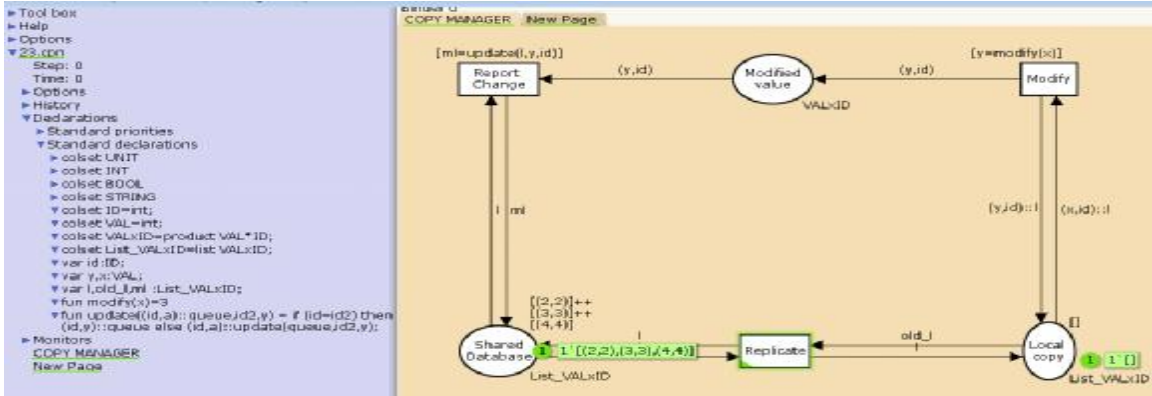 Tool box
Help
Options
23.cpn
Step: 0
Time: 0
Options
History
Declarations
Standard priorities
Standard declarations
colset UNIT
colset INT
colset BOOL
colset STRING
colset ID=int;
colset VAL=int;
colset VALxID=product VAL*ID;
colset List_VALxID=list VALxID;
var id:ID;
var y,x:VAL;
var l,old_l,ml :List_VALxID;
fun modify(x)=3
fun update((id,a)::queue,id2,y) = if (id=id2) then
(id,y)::queue else (id,a)::update(queue,id2,y);
Monitors
COPY MANAGER
New Page
Binder 0
COPY MANAGER
New Page
[ml=update(l,y,id)]
Report
Change
(y,id)
Modified
value
VALxID
(y,id)
[y=modify(x)]
Modify
l
ml
(y,id)::l
(x,id)::l
[(2,2)]++
[(3,3)]++
[(4,4)]
Shared
Database
1
1`[(2,2),(3,3),(4,4)]
List_VALxID
l
l
Replicate
old_l
l
[]
Local
copy
1
1`[]
List_VALxID